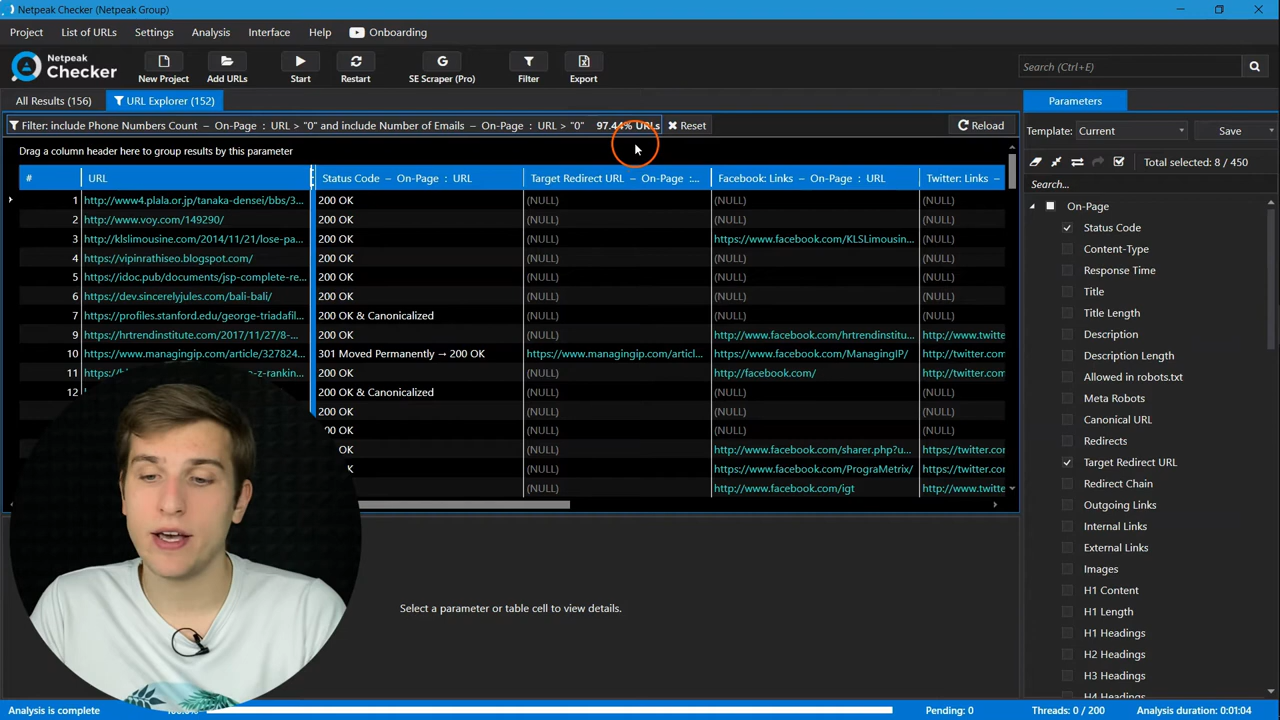 Netpeak Checker (Netpeak Group)
Project List of URLs Settings Analysis Interface Help Onboarding
Netpeak Checker
New Project Add URLs Start Restart SE Scraper (Pro) Filter Export
Search (Ctrl+E)
All Results (156) URL Explorer (152)
Filter: include Phone Numbers Count – On-Page : URL > "0" and include Number of Emails – On-Page : URL > "0" 97.44% URLs Reset Reload
Drag a column header here to group results by this parameter
# URL Status Code – On-Page : URL Target Redirect URL – On-Page :... Facebook: Links – On-Page : URL Twitter: Links –
1 http://www4.plala.or.jp/tanaka-densei/bbs/3... 200 OK (NULL) (NULL) (NULL)
2 http://www.voy.com/149290/ 200 OK (NULL) (NULL) (NULL)
3 http://klslimousine.com/2014/11/21/lose-pa... 200 OK (NULL) https://www.facebook.com/KLSLimousin... (NULL)
4 https://vipinrathiseo.blogspot.com/ 200 OK (NULL) (NULL) (NULL)
5 https://idoc.pub/documents/jsp-complete-re... 200 OK (NULL) (NULL) (NULL)
6 https://dev.sincerelyjules.com/bali-bali/ 200 OK (NULL) (NULL) (NULL)
7 https://profiles.stanford.edu/george-triadafil... 200 OK & Canonicalized (NULL) (NULL) (NULL)
9 https://hrtrendinstitute.com/2017/11/27/8-... 200 OK (NULL) http://www.facebook.com/hrtrendinstitu... http://www.twitte
10 https://www.managingip.com/article/327824... 301 Moved Permanently → 200 OK https://www.managingip.com/articl... http://www.facebook.com/ManagingIP/ http://twitter.com
11 200 OK (NULL) http://facebook.com/ http://twitter.com
12 200 OK & Canonicalized (NULL) (NULL) (NULL)
200 OK (NULL) (NULL) (NULL)
00 OK (NULL) (NULL) (NULL)
OK (NULL) http://www.facebook.com/sharer.php?u... https://twitter.co
OK (NULL) http://www.facebook.com/PrograMetrix/ https://twitter.co
OK (NULL) http://www.facebook.com/igt http://www.twitte
Select a parameter or table cell to view details.
Parameters
Template: Current Save
Total selected: 8 / 450
Search...
On-Page
Status Code
Content-Type
Response Time
Title
Title Length
Description
Description Length
Allowed in robots.txt
Meta Robots
Canonical URL
Redirects
Target Redirect URL
Redirect Chain
Outgoing Links
Internal Links
External Links
Images
H1 Content
H1 Length
H1 Headings
H2 Headings
H3 Headings
H4 Headings
Analysis is complete Pending: 0 Threads: 0 / 200 Analysis duration: 0:01:04